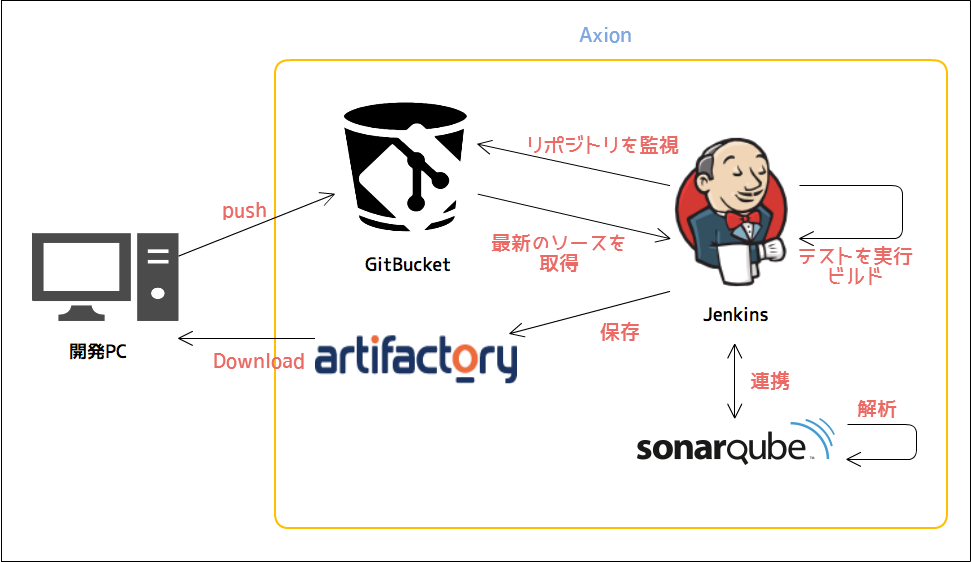 Axion
リポジトリを監視
push
最新のソースを
取得
テストを実行
ビルド
GitBucket
Jenkins
開発PC
Download
artifactory
保存
連携
解析
sonarqube